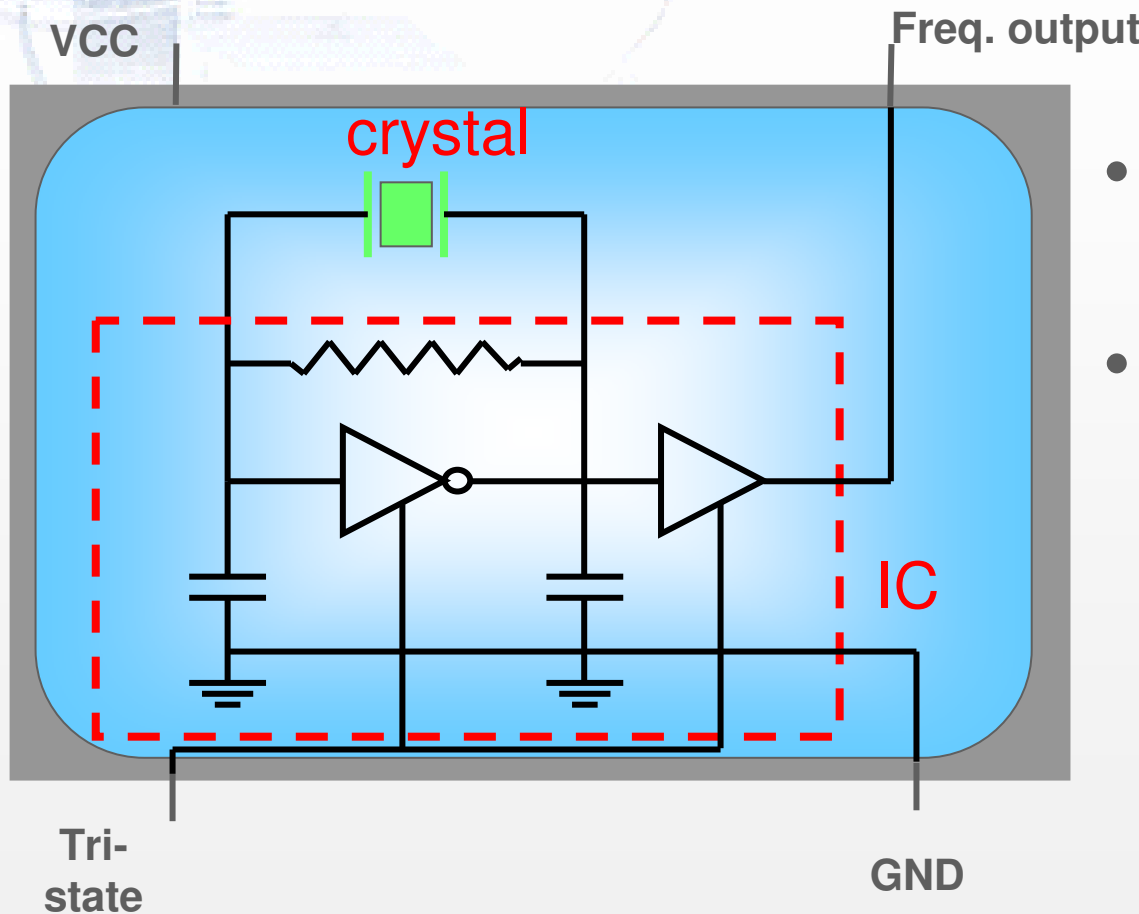 VCC
Freq. output
crystal
IC
Tri-
state
GND